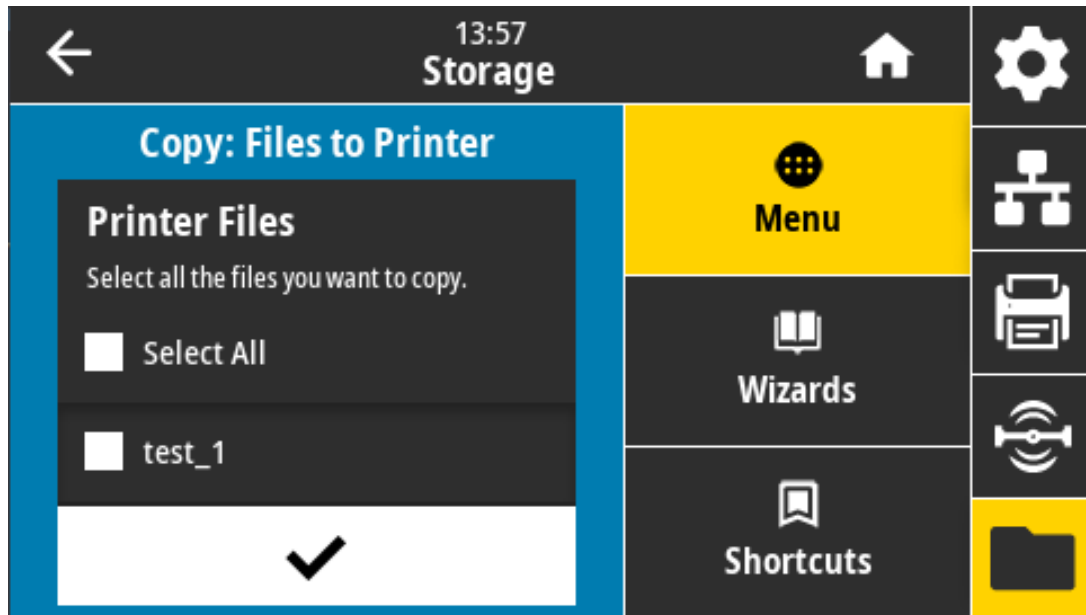 13:57
Storage
Copy: Files to Printer
Printer Files
Select all the files you want to copy.
Select All
test_1
Menu
Wizards
Shortcuts